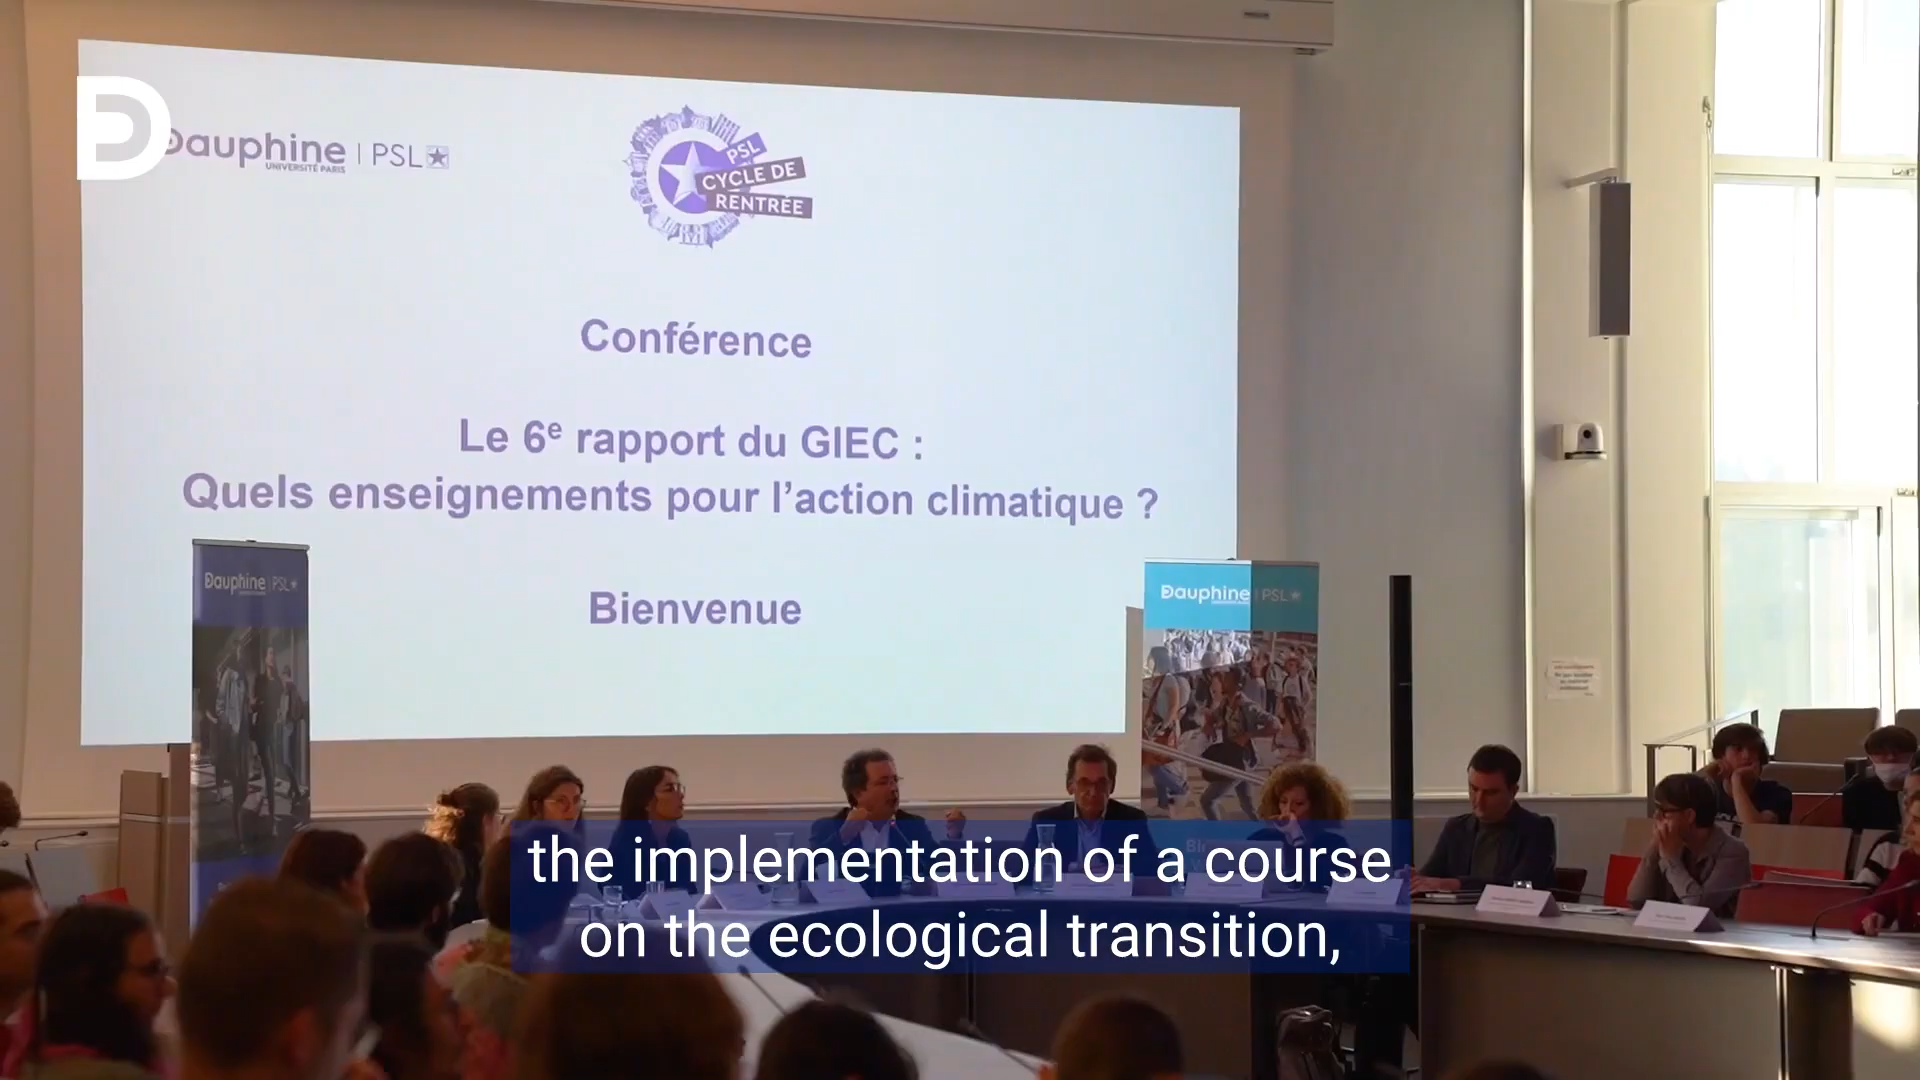 Dauphine | PSL
UNIVERSITÉ PARIS
PSL
CYCLE DE
RENTRÉE
Conférence
Le 6e rapport du GIEC :
Quels enseignements pour l’action climatique ?
Bienvenue
Dauphine | PSL
Dauphine | PSL
the implementation of a course
on the ecological transition,